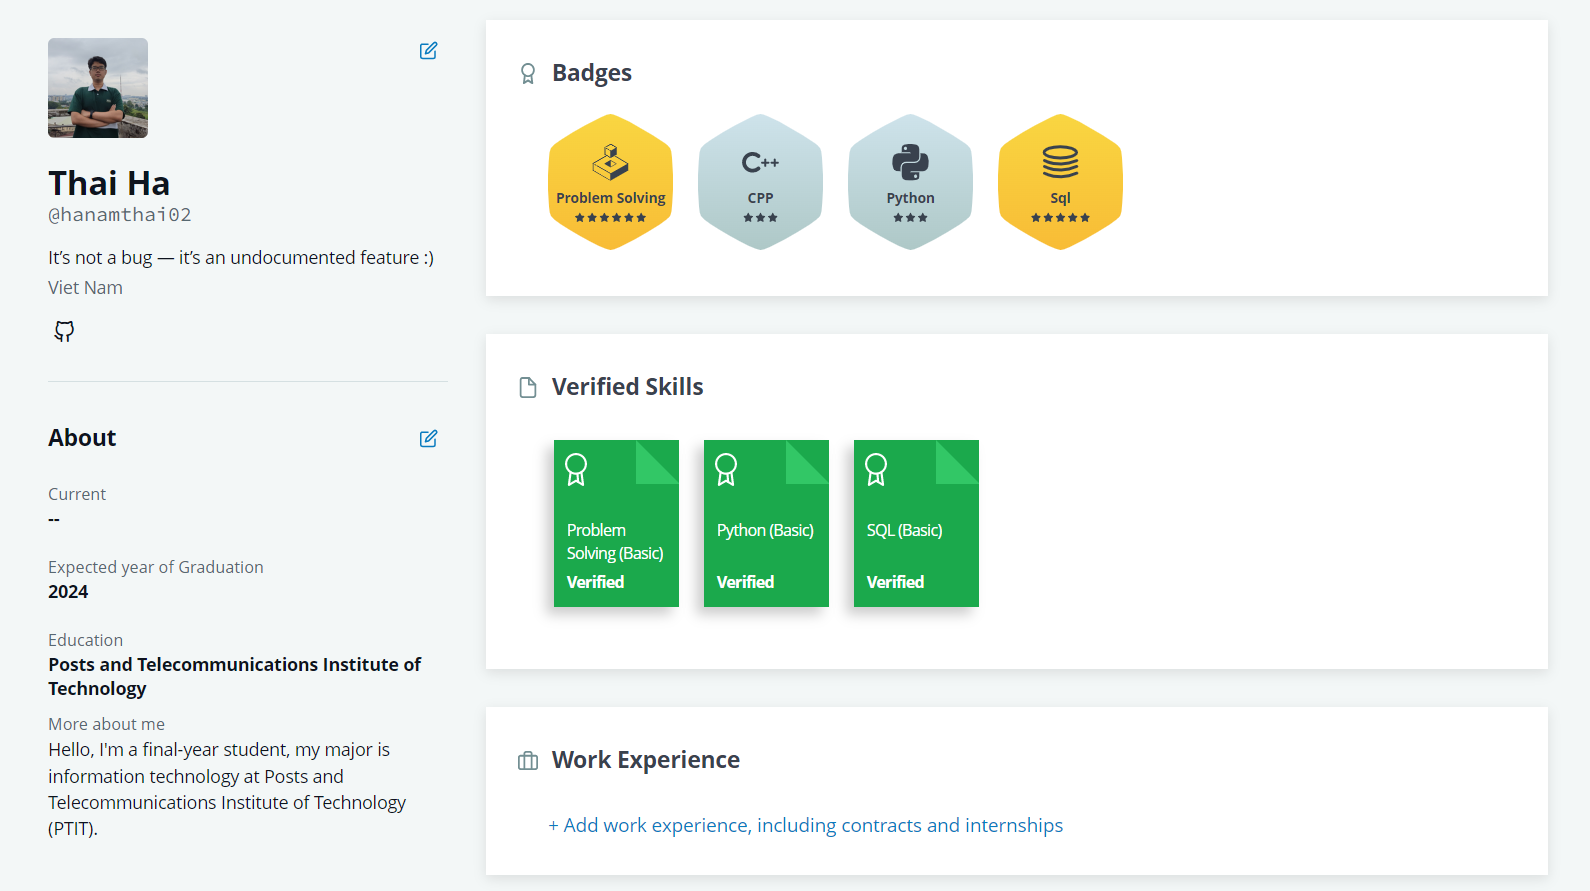 Thai Ha
@hanamthai02
It’s not a bug — it’s an undocumented feature :)
Viet Nam
About
Current
--
Expected year of Graduation
2024
Education
Posts and Telecommunications Institute of
Technology
More about me
Hello, I'm a final-year student, my major is
information technology at Posts and
Telecommunications Institute of Technology
(PTIT).
Badges
Problem Solving
C++
CPP
Python
Sql
Verified Skills
Problem
Solving (Basic)
Verified
Python (Basic)
Verified
SQL (Basic)
Verified
Work Experience
+ Add work experience, including contracts and internships